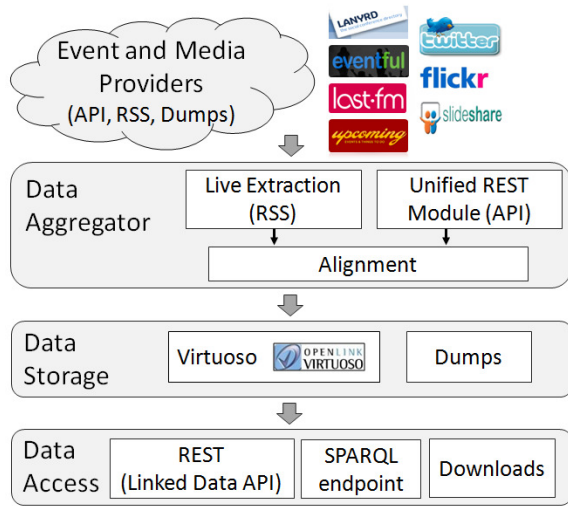 Event and Media
Providers
(API, RSS, Dumps)
LANYRD
eventful
last·fm
upcoming
twitter
flickr
slideshare
Data
Aggregator
Live Extraction
(RSS)
Unified REST
Module (API)
Alignment
Data
Storage
Virtuoso
OPENLINK
VIRTUOSO
Dumps
Data
Access
REST
(Linked Data API)
SPARQL
endpoint
Downloads